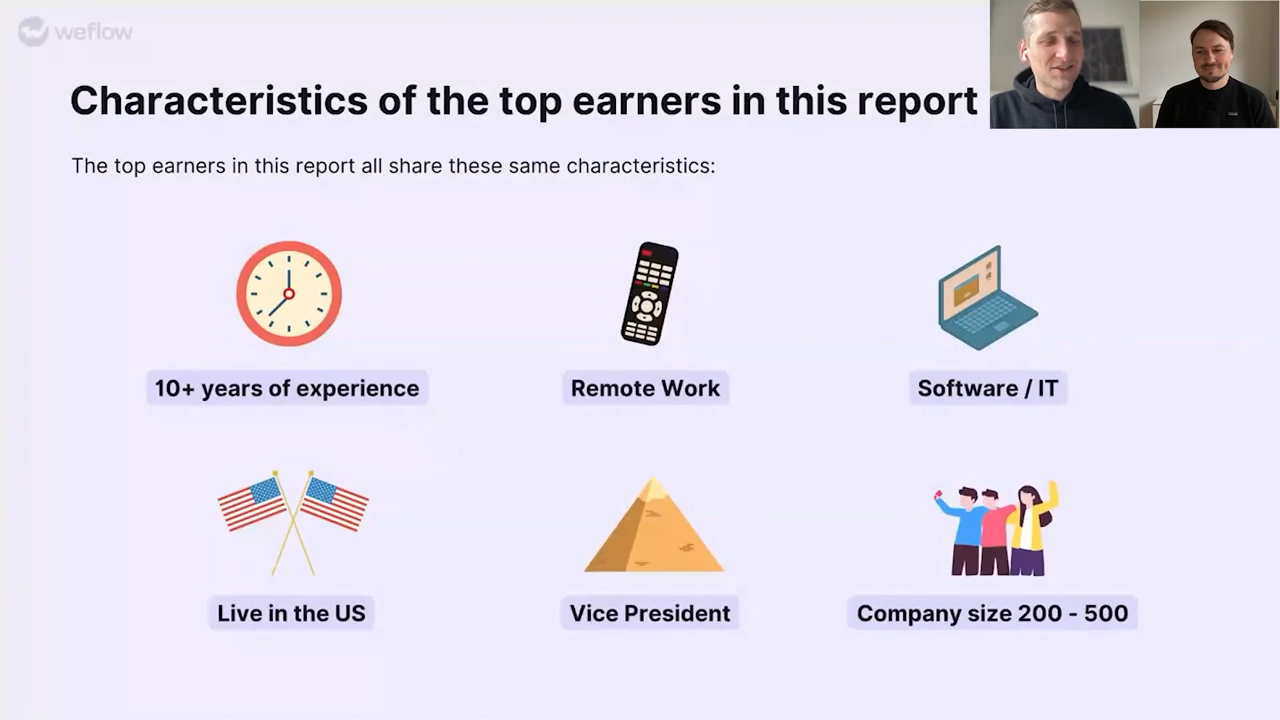 weflow
Characteristics of the top earners in this report
The top earners in this report all share these same characteristics:
10+ years of experience
Remote Work
Software / IT
Live in the US
Vice President
Company size 200 - 500